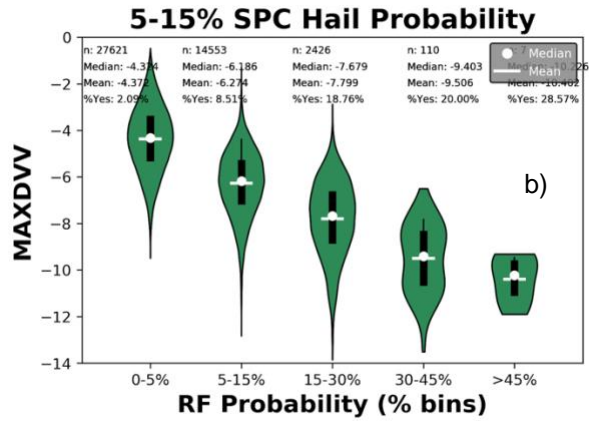 5-15% SPC Hail Probability
n: 27621 n: 14553 n: 2426 n: 110 7
Median: -4.324 Median: -6.186 Median: -7.679 Median: -9.403 -10.226
Mean: -4.372 Mean: -6.274 Mean: -7.799 Mean: -9.506 Mean: -10.402
%Yes: 2.09% %Yes: 8.51% %Yes: 18.76% %Yes: 20.00% %Yes: 28.57%
Median
Mean
b)
MAXDVV
0
−2
−4
−6
−8
−10
−12
−14
0-5% 5-15% 15-30% 30-45% >45%
RF Probability (% bins)